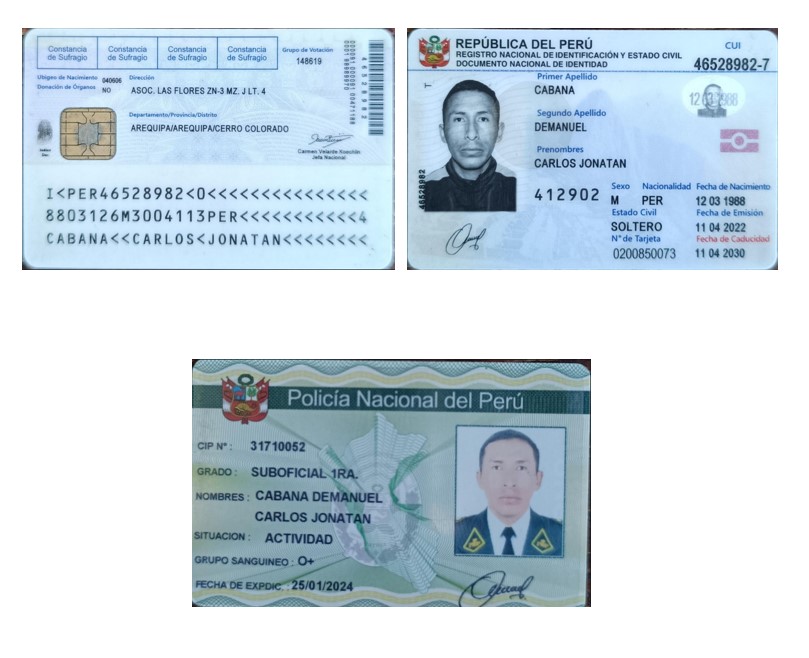 Constancia de Sufragio
Constancia de Sufragio
Constancia de Sufragio
Constancia de Sufragio
Grupo de Votación
148619
Ubigeo de Nacimiento 040606
Donación de Órganos NO
Dirección
ASOC. LAS FLORES ZN-3 MZ. J LT. 4
Departamento/Provincia/Distrito
AREQUIPA/AREQUIPA/CERRO COLORADO
Jefa Nacional
I<PER46528982<0<<<<<<<<<<<<<<<
8803126M3004113PER<<<<<<<<<<<4
CABANA<<CARLOS<JONATAN<<<<<<<<
REPÚBLICA DEL PERÚ
REGISTRO NACIONAL DE IDENTIFICACIÓN Y ESTADO CIVIL
DOCUMENTO NACIONAL DE IDENTIDAD
CUI
46528982-7
Primer Apellido
CABANA
Segundo Apellido
DEMANUEL
Prenombres
CARLOS JONATAN
12 03 1988
46528982
412902
Sexo Nacionalidad Fecha de Nacimiento
M PER 12 03 1988
Estado Civil Fecha de Emisión
SOLTERO 11 04 2022
N° de Tarjeta Fecha de Caducidad
0200850073 11 04 2030
Policía Nacional del Perú
CIP N° : 31710052
GRADO : SUBOFICIAL 1RA.
NOMBRES : CABANA DEMANUEL
CARLOS JONATAN
SITUACION : ACTIVIDAD
GRUPO SANGUINEO : O+
FECHA DE EXPDIC. : 25/01/2024